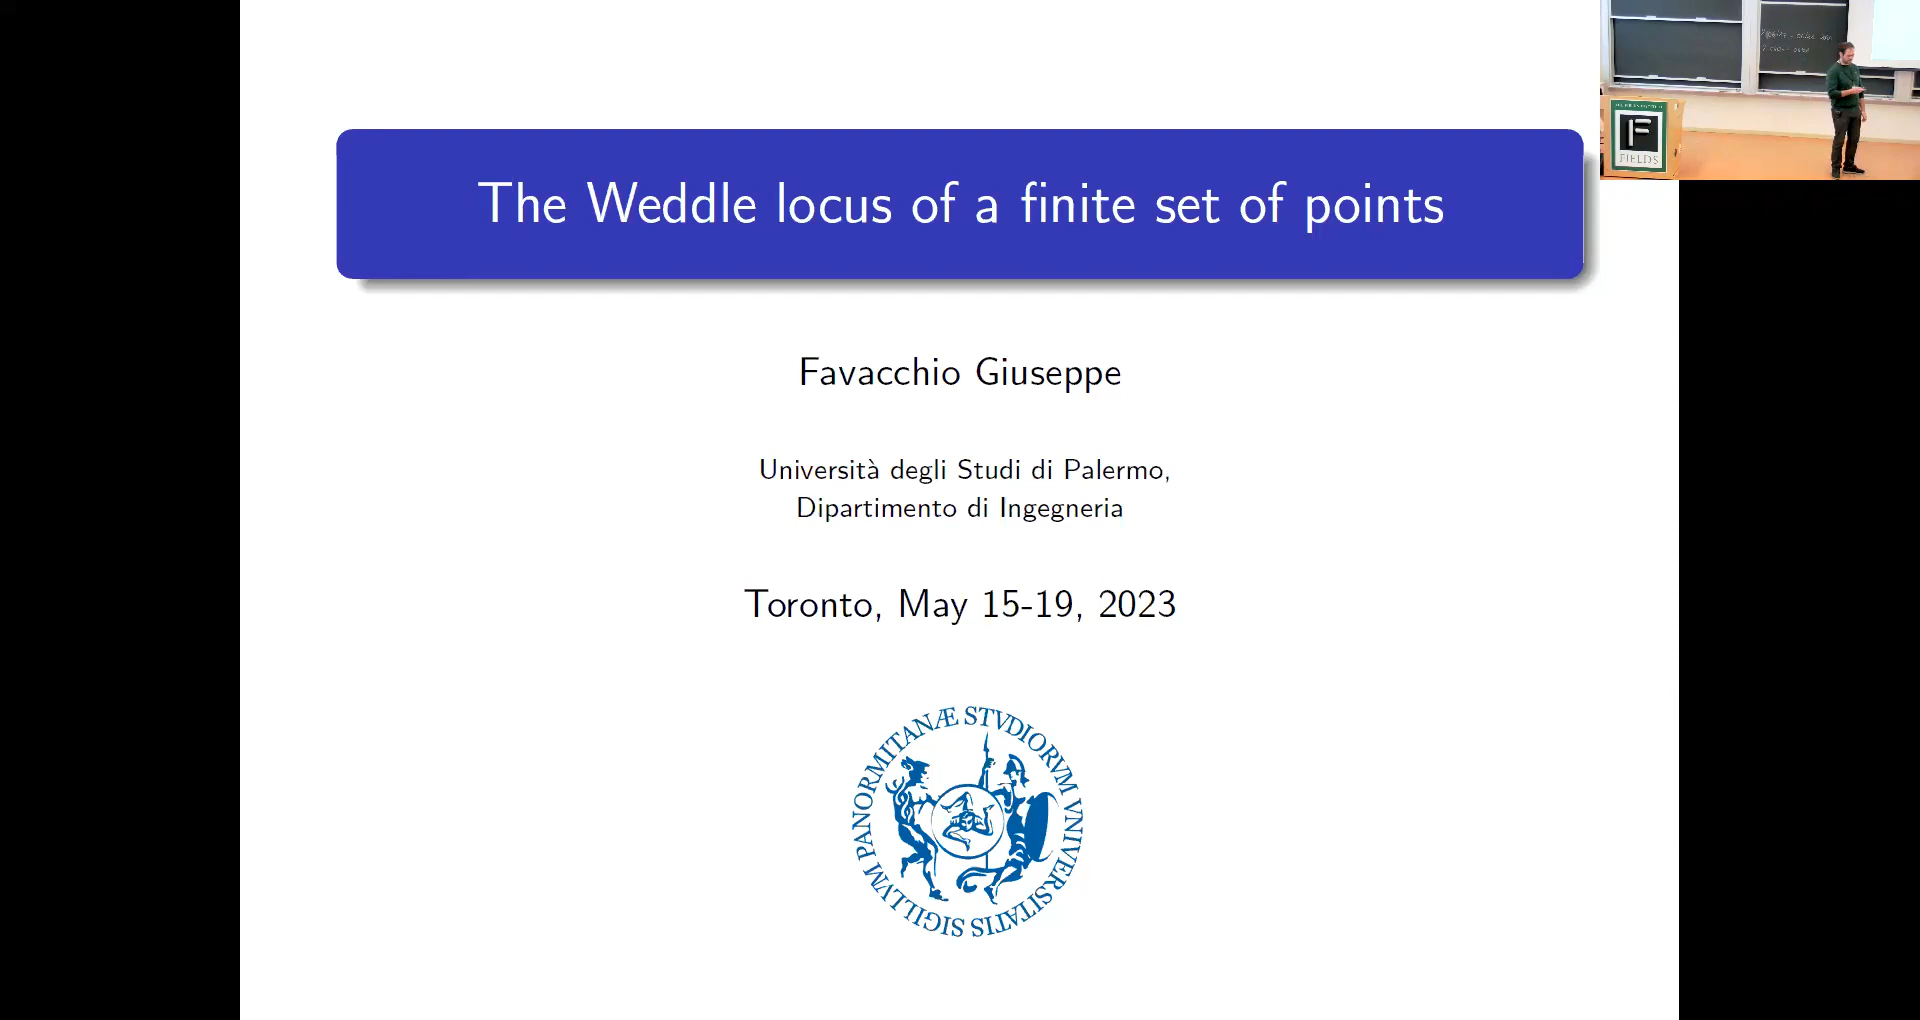 The Weddle locus of a finite set of points
Favacchio Giuseppe
Università degli Studi di Palermo,
Dipartimento di Ingegneria
Toronto, May 15-19, 2023
SIGILLVM PANORMITANÆ STVDIORVM VNIVERSITATIS
F
FIELDS